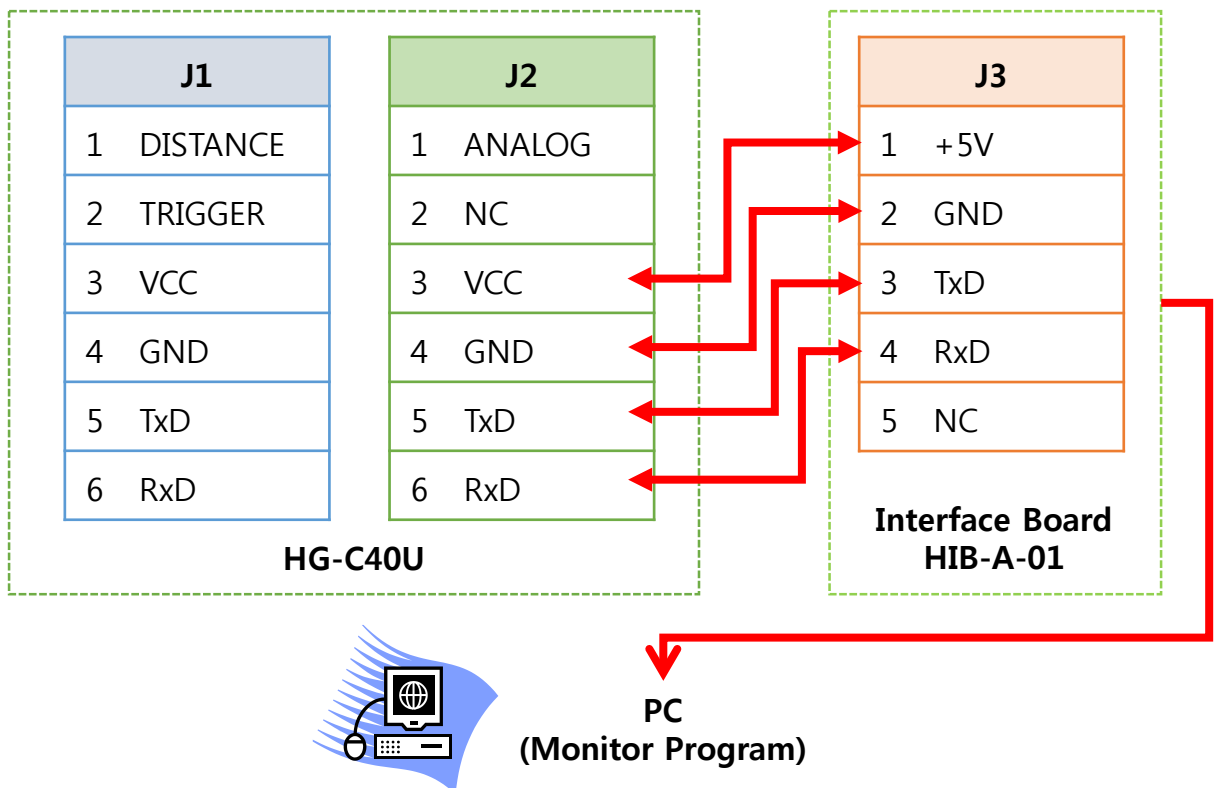 J1
1 DISTANCE
2 TRIGGER
3 VCC
4 GND
5 TxD
6 RxD
J2
1 ANALOG
2 NC
3 VCC
4 GND
5 TxD
6 RxD
HG-C40U
J3
1 +5V
2 GND
3 TxD
4 RxD
5 NC
Interface Board
HIB-A-01
PC
(Monitor Program)